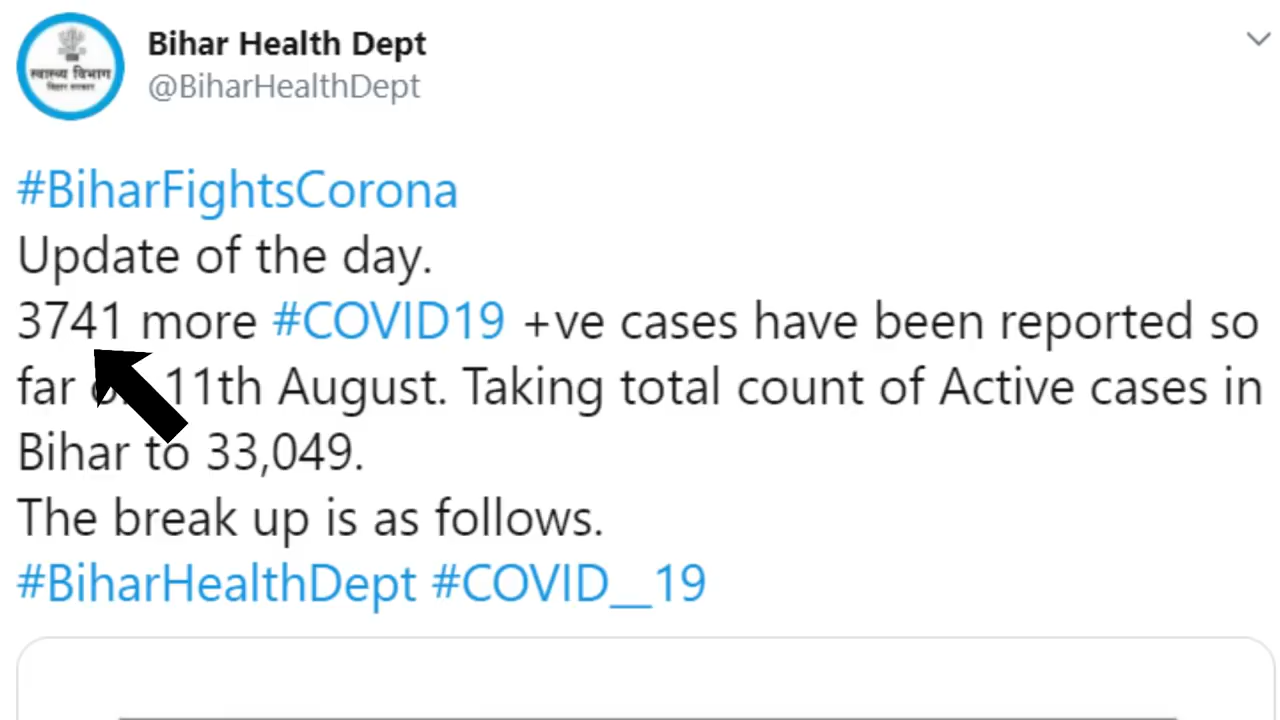 स्वास्थ्य विभाग
बिहार सरकार
Bihar Health Dept
@BiharHealthDept
#BiharFightsCorona
Update of the day.
3741 more #COVID19 +ve cases have been reported so
far 11th August. Taking total count of Active cases in
Bihar to 33,049.
The break up is as follows.
#BiharHealthDept #COVID__19